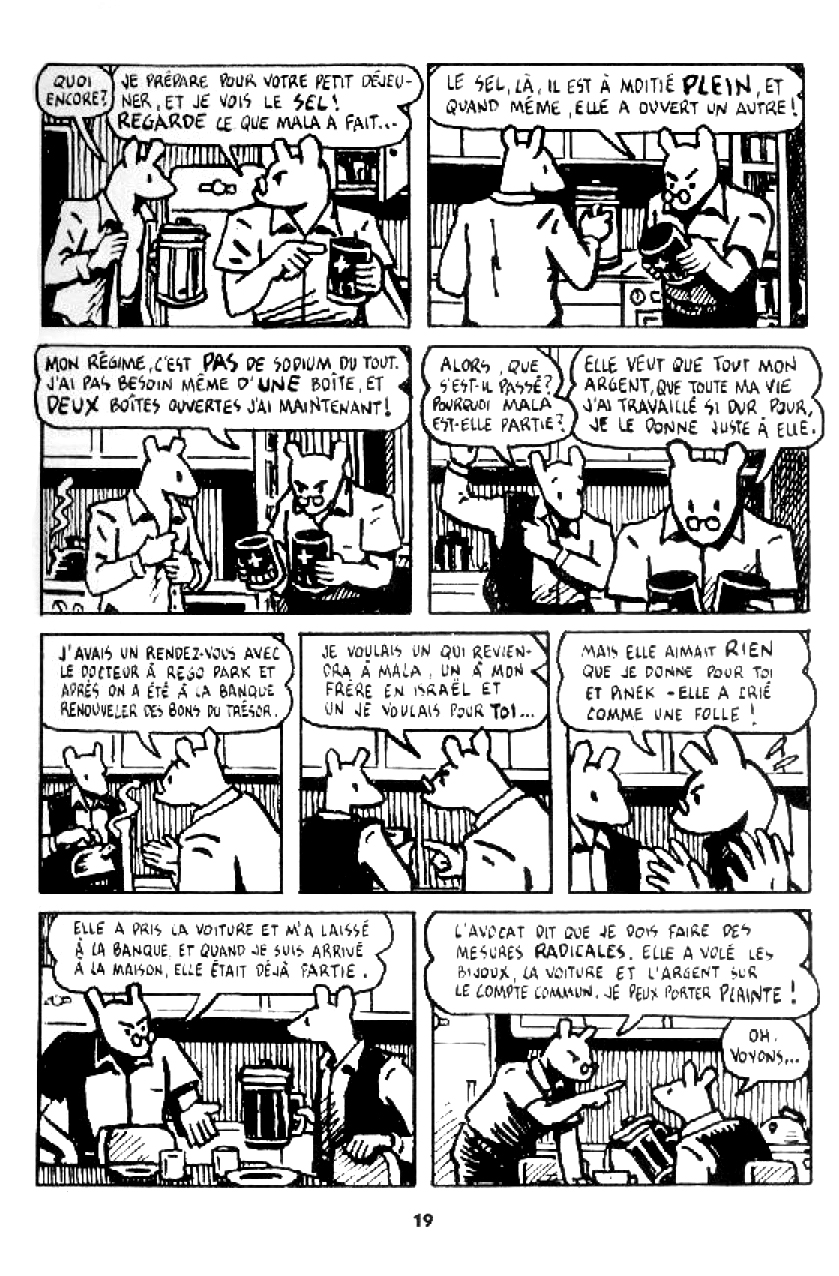 QUOI
ENCORE?
JE PRÉPARE POUR VOTRE PETIT DÉJEU-
NER, ET JE VOIS LE SEL!
REGARDE CE QUE MALA A FAIT...
LE SEL, LÀ, IL EST À MOITIÉ PLEIN, ET
QUAND MÊME, ELLE A OUVERT UN AUTRE!
MON RÉGIME, C'EST PAS DE SODIUM DU TOUT.
J'AI PAS BESOIN MÊME D'UNE BOÎTE, ET
DEUX BOÎTES OUVERTES J'AI MAINTENANT!
ALORS, QUE
S'EST-IL PASSÉ?
POURQUOI MALA
EST-ELLE PARTIE?
ELLE VEUT QUE TOUT MON
ARGENT, QUE TOUTE MA VIE
J'AI TRAVAILLÉ SI DUR POUR,
JE LE DONNE JUSTE À ELLE.
J'AVAIS UN RENDEZ-VOUS AVEC
LE DOCTEUR À REGO PARK ET
APRÈS ON A ÉTÉ À LA BANQUE
RENOUVELER DES BONS DU TRÉSOR.
JE VOULAIS UN QUI REVIEN-
DRA À MALA, UN À MON
FRÈRE EN ISRAËL ET
UN JE VOULAIS POUR TOI...
MAIS ELLE AIMAIT RIEN
QUE JE DONNE POUR TOI
ET PINEK - ELLE A CRIÉ
COMME UNE FOLLE!
ELLE A PRIS LA VOITURE ET M'A LAISSÉ
À LA BANQUE, ET QUAND JE SUIS ARRIVÉ
À LA MAISON, ELLE ÉTAIT DÉJÀ PARTIE.
L'AVOCAT DIT QUE JE DOIS FAIRE DES
MESURES RADICALES. ELLE A VOLÉ LES
BIJOUX, LA VOITURE ET L'ARGENT SUR
LE COMPTE COMMUN. JE PEUX PORTER PLAINTE!
OH,
VOYONS...
19